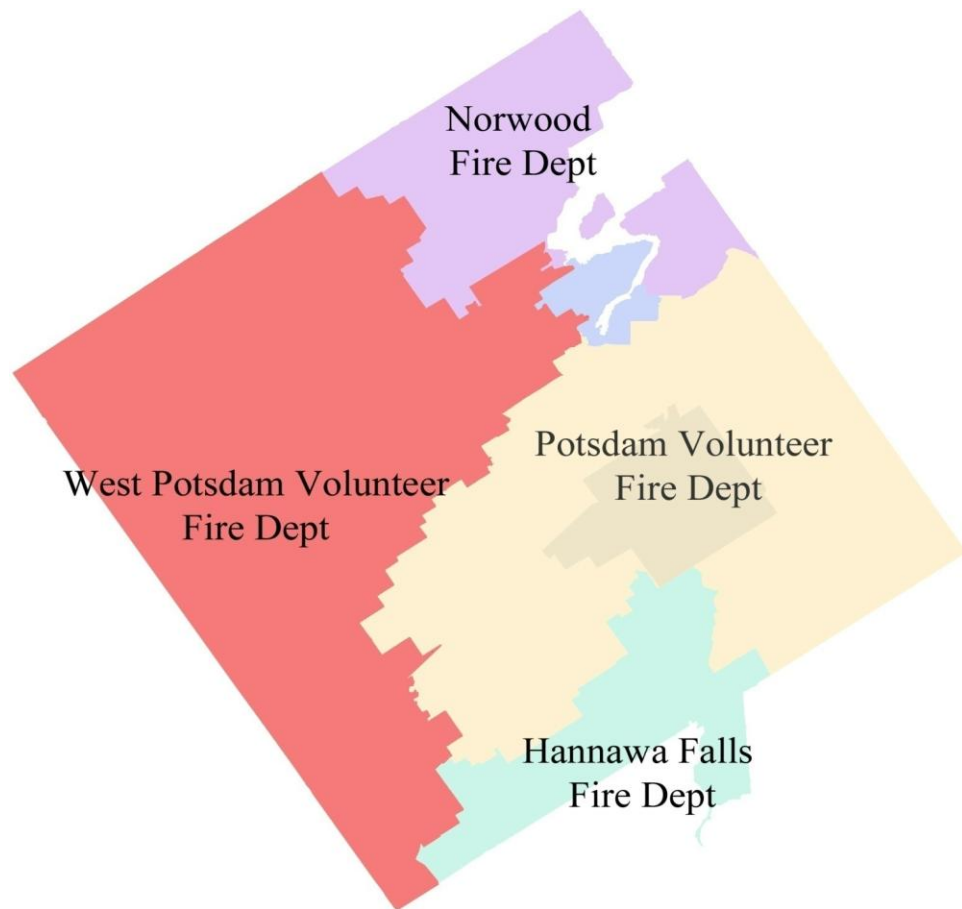 Norwood
Fire Dept
Potsdam Volunteer
Fire Dept
West Potsdam Volunteer
Fire Dept
Hannawa Falls
Fire Dept